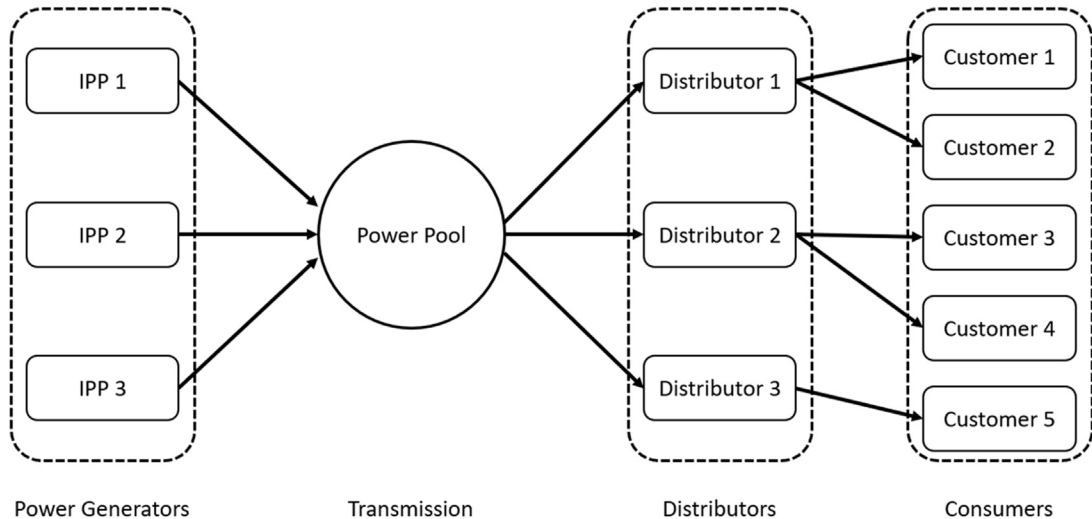 IPP 1
IPP 2
IPP 3
Power Pool
Distributor 1
Distributor 2
Distributor 3
Customer 1
Customer 2
Customer 3
Customer 4
Customer 5
Power Generators
Transmission
Distributors
Consumers